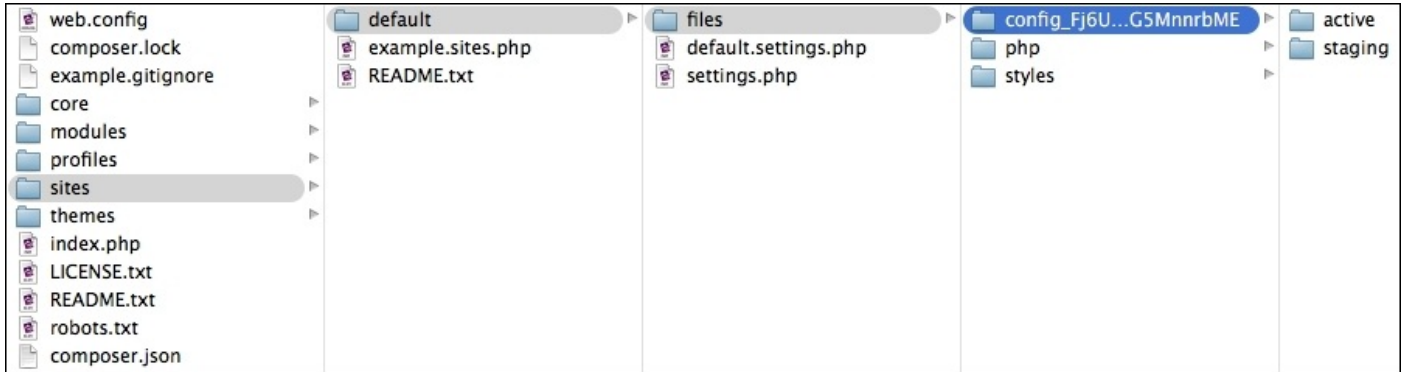 web.config
composer.lock
example.gitignore
core
modules
profiles
sites
themes
index.php
LICENSE.txt
README.txt
robots.txt
composer.json
default
example.sites.php
README.txt
files
default.settings.php
settings.php
config_Fj6U...G5MnnrbME
php
styles
active
staging